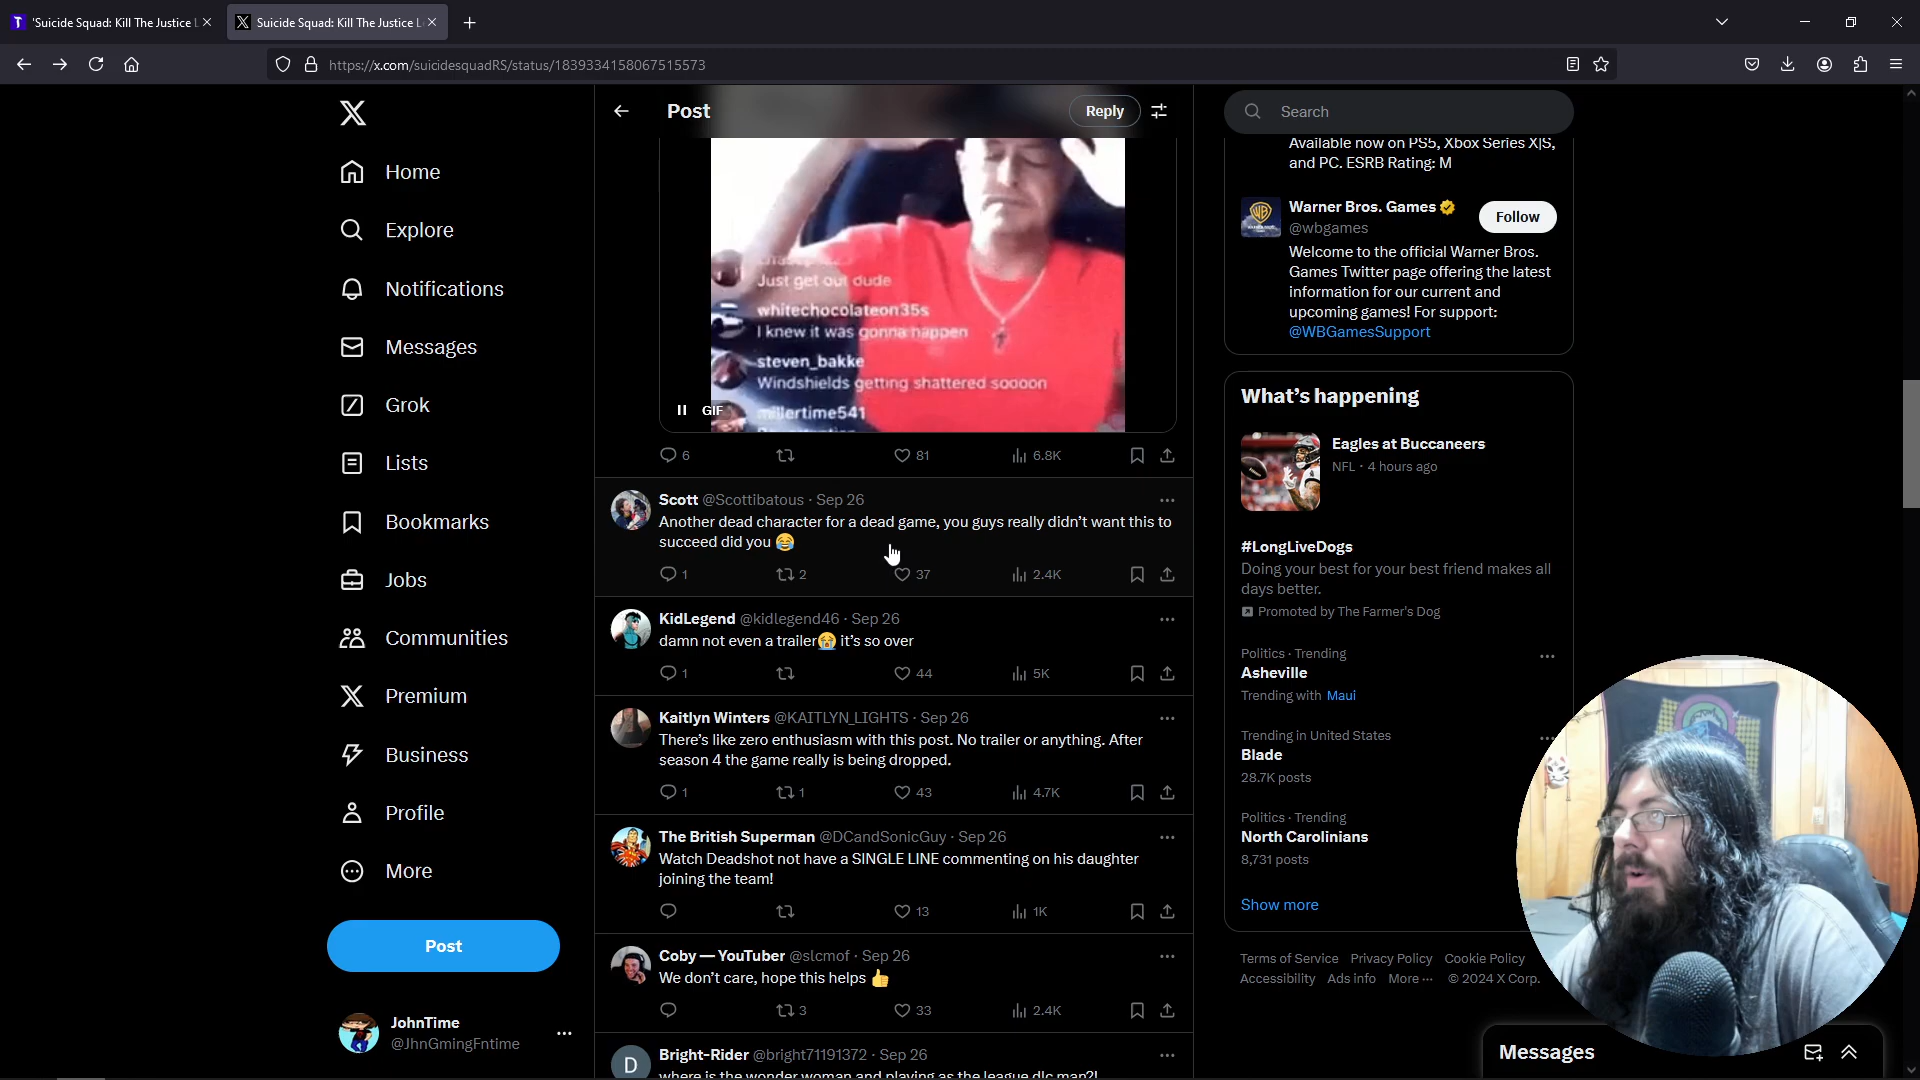 'Suicide Squad: Kill The Justice L
Suicide Squad: Kill The Justice L
https://x.com/suicidesquadRS/status/1839334158067515573
Post
Reply
Search
Home
Explore
Notifications
Messages
Grok
Lists
Bookmarks
Jobs
Communities
Premium
Business
Profile
More
Post
JohnTime
@JhnGmingFntime
Just get out dude
whitechocolateon35s
I knew it was gonna happen
steven_bakke
Windshields getting shattered soooon
millertime541
GIF
6
81
6.8K
Scott @Scottibatous · Sep 26
Another dead character for a dead game, you guys really didn't want this to
succeed did you 😂
1
2
37
2.4K
KidLegend @kidlegend46 · Sep 26
damn not even a trailer😭 it's so over
1
44
5K
Kaitlyn Winters @KAITLYN_LIGHTS · Sep 26
There's like zero enthusiasm with this post. No trailer or anything. After
season 4 the game really is being dropped.
1
1
43
4.7K
The British Superman @DCandSonicGuy · Sep 26
Watch Deadshot not have a SINGLE LINE commenting on his daughter
joining the team!
13
1K
Coby — YouTuber @slcmof · Sep 26
We don't care, hope this helps 👍
3
33
2.4K
D
Bright-Rider @bright71191372 · Sep 26
where is the wonder woman and playing as the league dlc man?!
Available now on PS5, Xbox Series X|S,
and PC. ESRB Rating: M
Warner Bros. Games
@wbgames
Follow
Welcome to the official Warner Bros.
Games Twitter page offering the latest
information for our current and
upcoming games! For support:
@WBGamesSupport
What's happening
Eagles at Buccaneers
NFL · 4 hours ago
#LongLiveDogs
Doing your best for your best friend makes all
days better.
Promoted by The Farmer's Dog
Politics · Trending
Asheville
Trending with Maui
Trending in United States
Blade
28.7K posts
Politics · Trending
North Carolinians
8,731 posts
Show more
Terms of Service Privacy Policy Cookie Policy
Accessibility Ads info More ··· © 2024 X Corp.
Messages